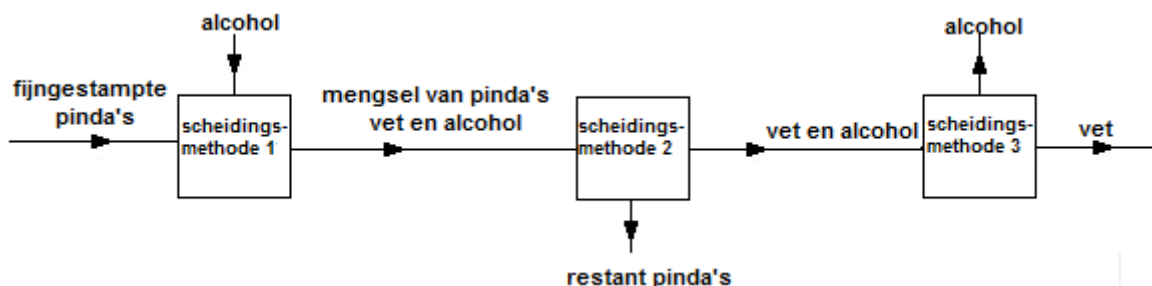 alcohol
fijngestampte
pinda's
scheidings-
methode 1
mengsel van pinda's
vet en alcohol
scheidings-
methode 2
restant pinda's
vet en alcohol
alcohol
scheidings-
methode 3
vet